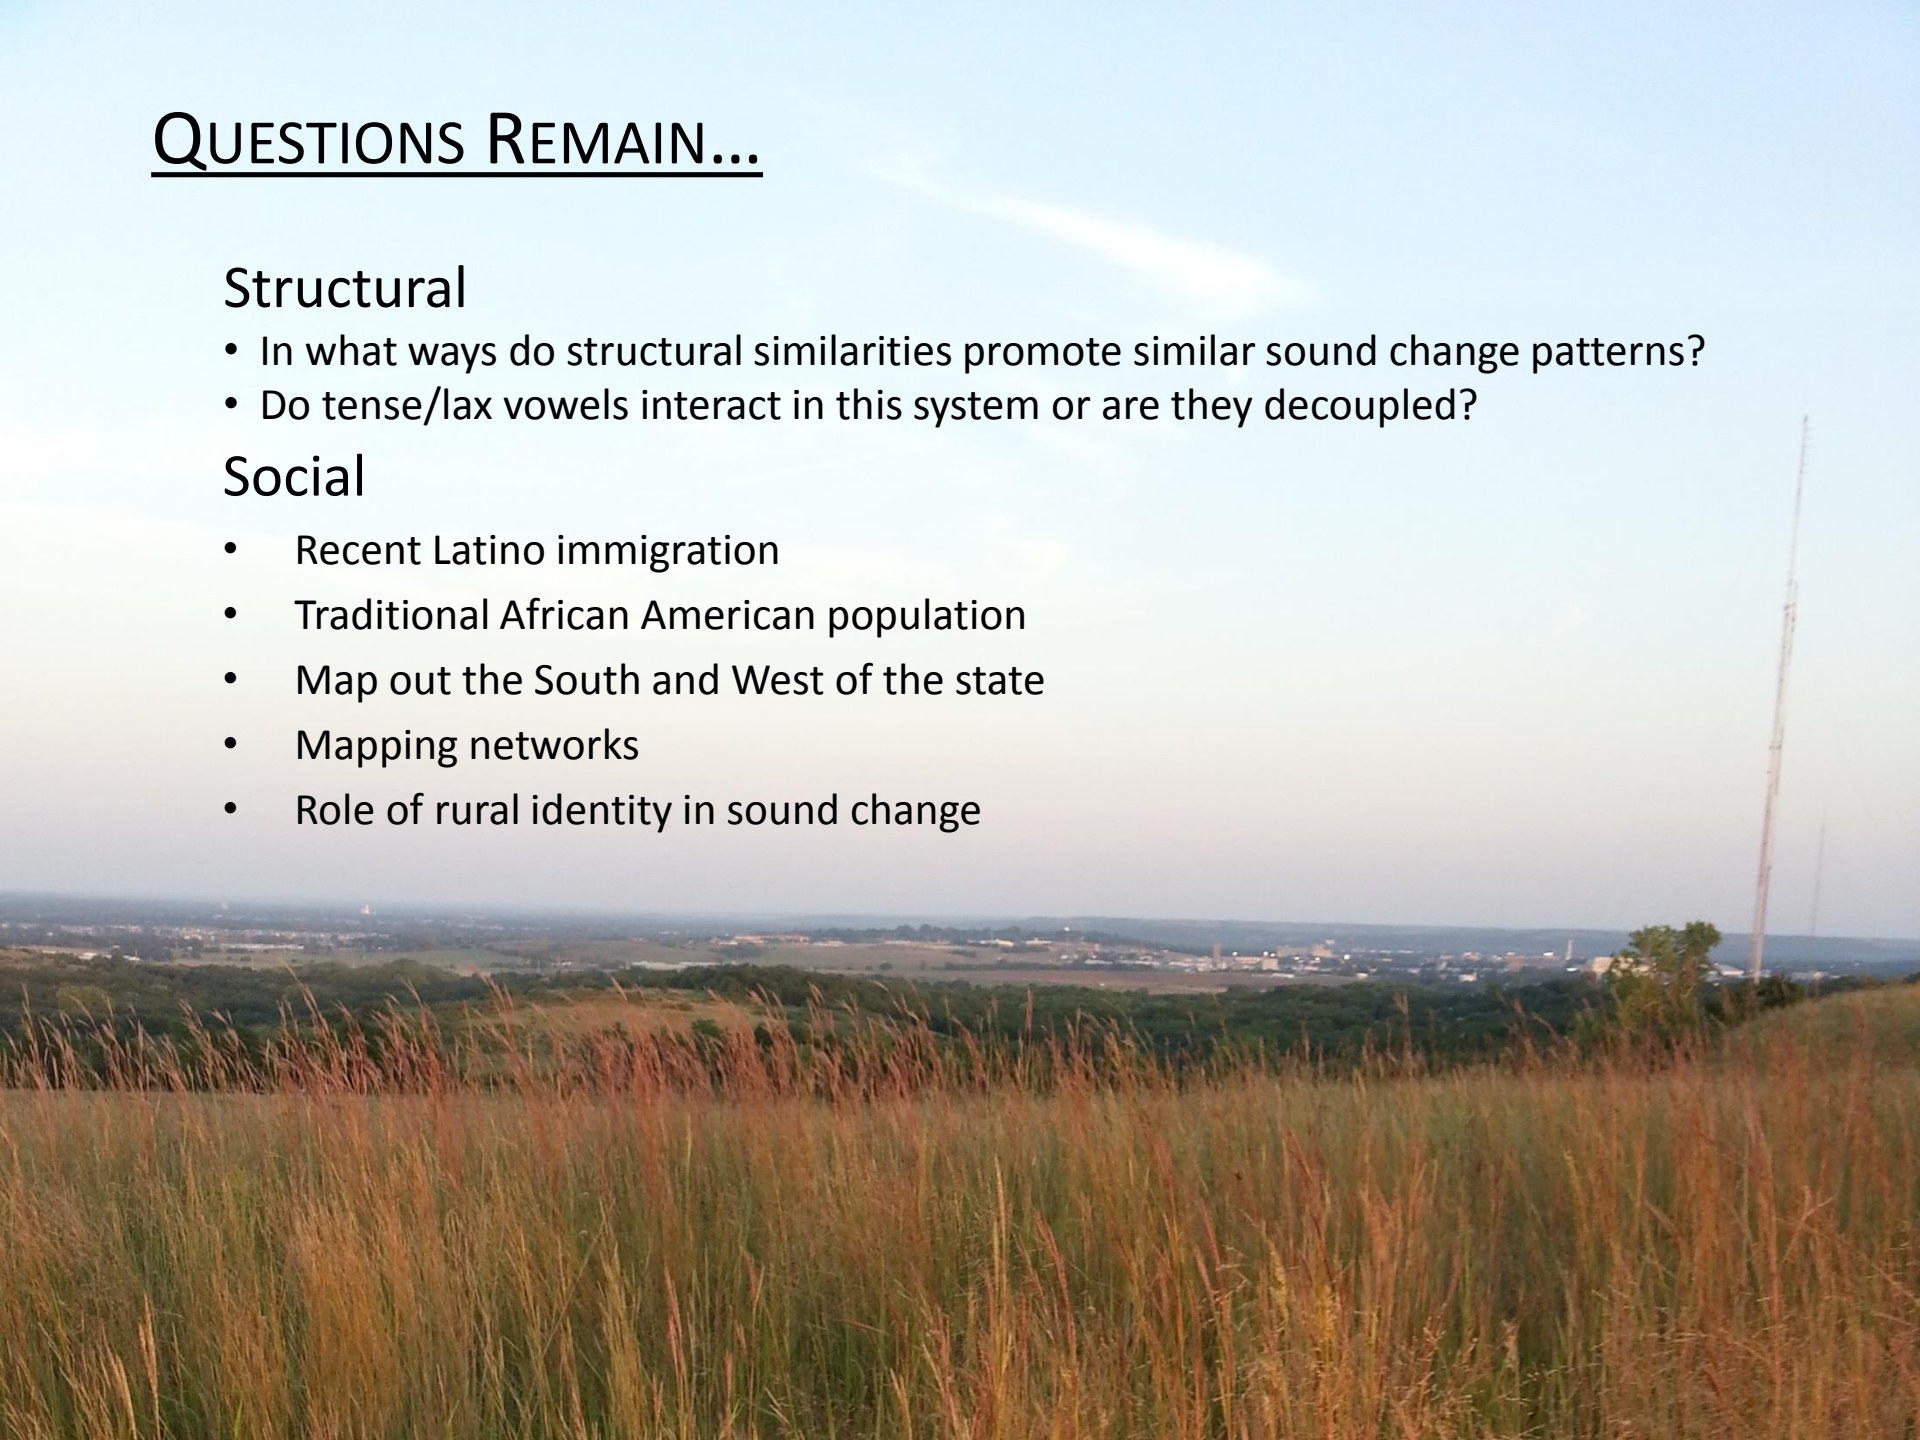 QUESTIONS REMAIN…
Structural
• In what ways do structural similarities promote similar sound change patterns?
• Do tense/lax vowels interact in this system or are they decoupled?
Social
• Recent Latino immigration
• Traditional African American population
• Map out the South and West of the state
• Mapping networks
• Role of rural identity in sound change